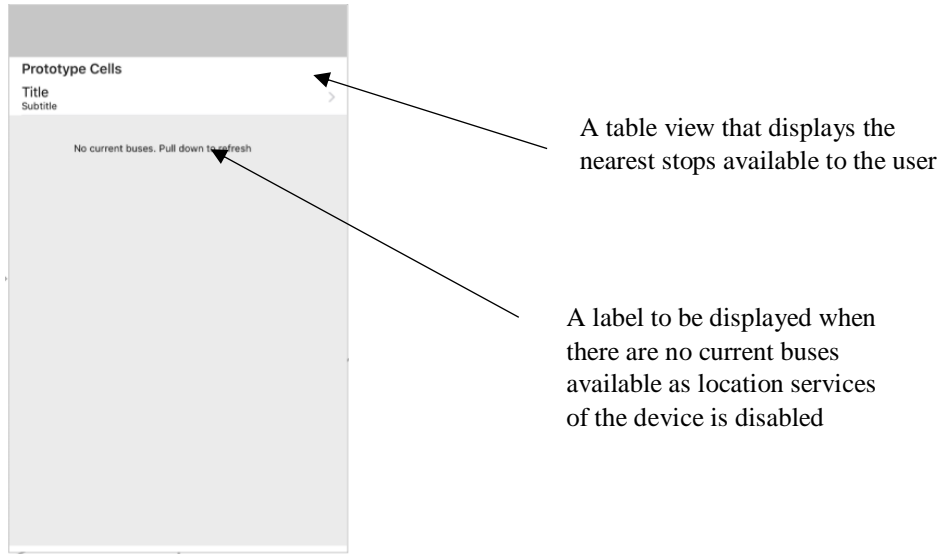 Prototype Cells
Title
Subtitle
No current buses. Pull down to refresh
A table view that displays the
nearest stops available to the user
A label to be displayed when
there are no current buses
available as location services
of the device is disabled